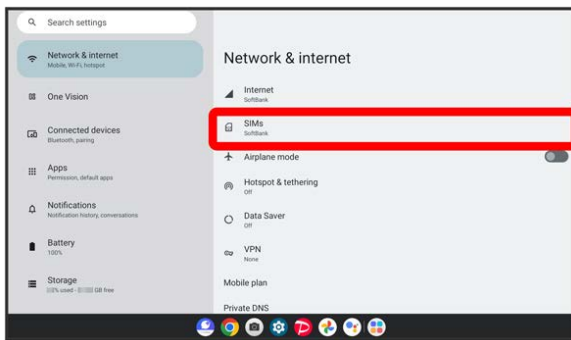 Search settings
Network & internet
Mobile, Wi-Fi, hotspot
One Vision
Connected devices
Bluetooth, pairing
Apps
Permission, default apps
Notifications
Notification history, conversations
Battery
100%
Storage
% used - GB free
Network & internet
Internet
SoftBank
SIMs
SoftBank
Airplane mode
Hotspot & tethering
Off
Data Saver
Off
VPN
None
Mobile plan
Private DNS